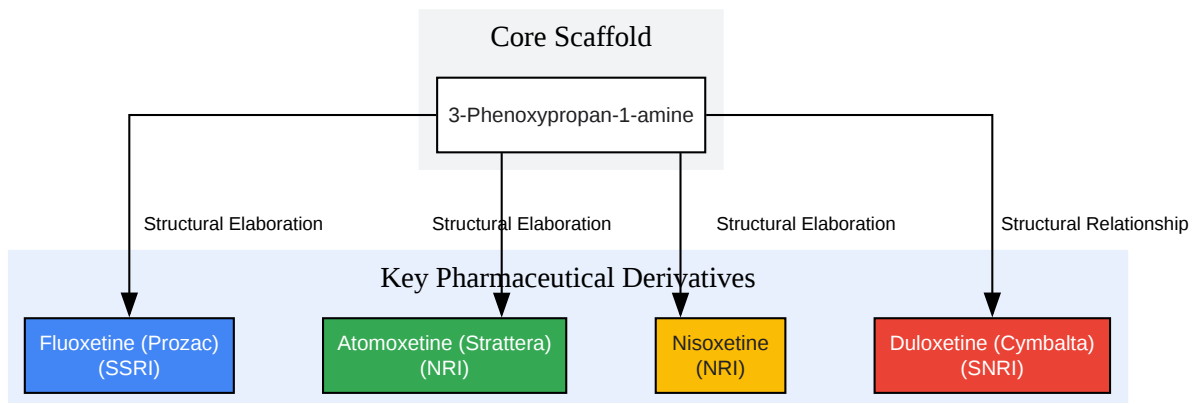 Core Scaffold
3-Phenoxypropan-1-amine
Structural Elaboration
Structural Elaboration
Structural Elaboration
Structural Relationship
Key Pharmaceutical Derivatives
Fluoxetine (Prozac)
(SSRI)
Atomoxetine (Strattera)
(NRI)
Nisoxetine
(NRI)
Duloxetine (Cymbalta)
(SNRI)